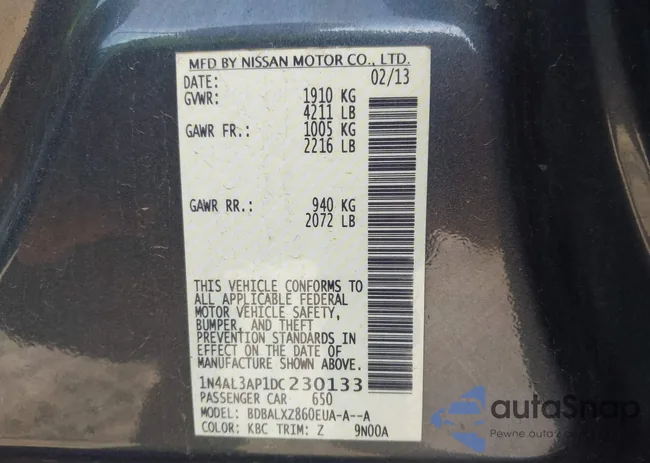 MFD BY NISSAN MOTOR CO., LTD.
DATE: 02/13
GVWR: 1910 KG
4211 LB
GAWR FR.: 1005 KG
2216 LB
GAWR RR.: 940 KG
2072 LB
THIS VEHICLE CONFORMS TO
ALL APPLICABLE FEDERAL
MOTOR VEHICLE SAFETY,
BUMPER, AND THEFT
PREVENTION STANDARDS IN
EFFECT ON THE DATE OF
MANUFACTURE SHOWN ABOVE.
1N4AL3AP1DC230133
PASSENGER CAR 650
MODEL: BDBALXZ860EUA-A--A
COLOR: KBC TRIM: Z 9N00A
autoSnap
Pewne auto z USA